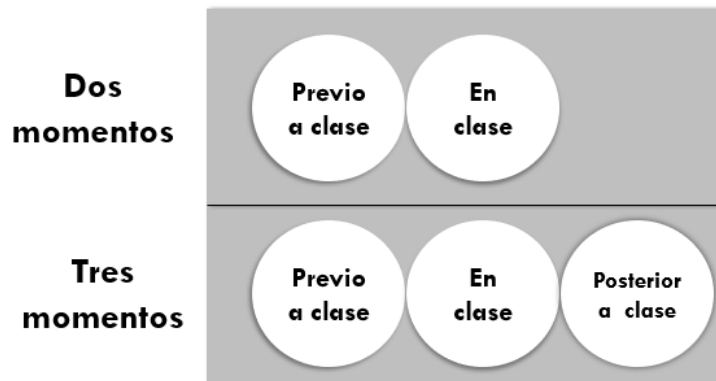 Dos
momentos
Previo
a clase
En
clase
Tres
momentos
Previo
a clase
En
clase
Posterior
a clase